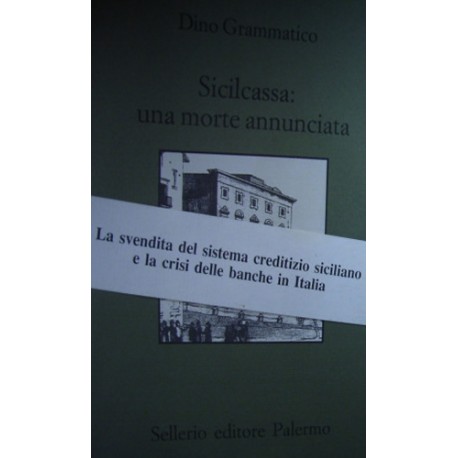 Dino Grammatico
Sicilcassa:
una morte annunciata
La svendita del sistema creditizio siciliano
e la crisi delle banche in Italia
Sellerio editore Palermo